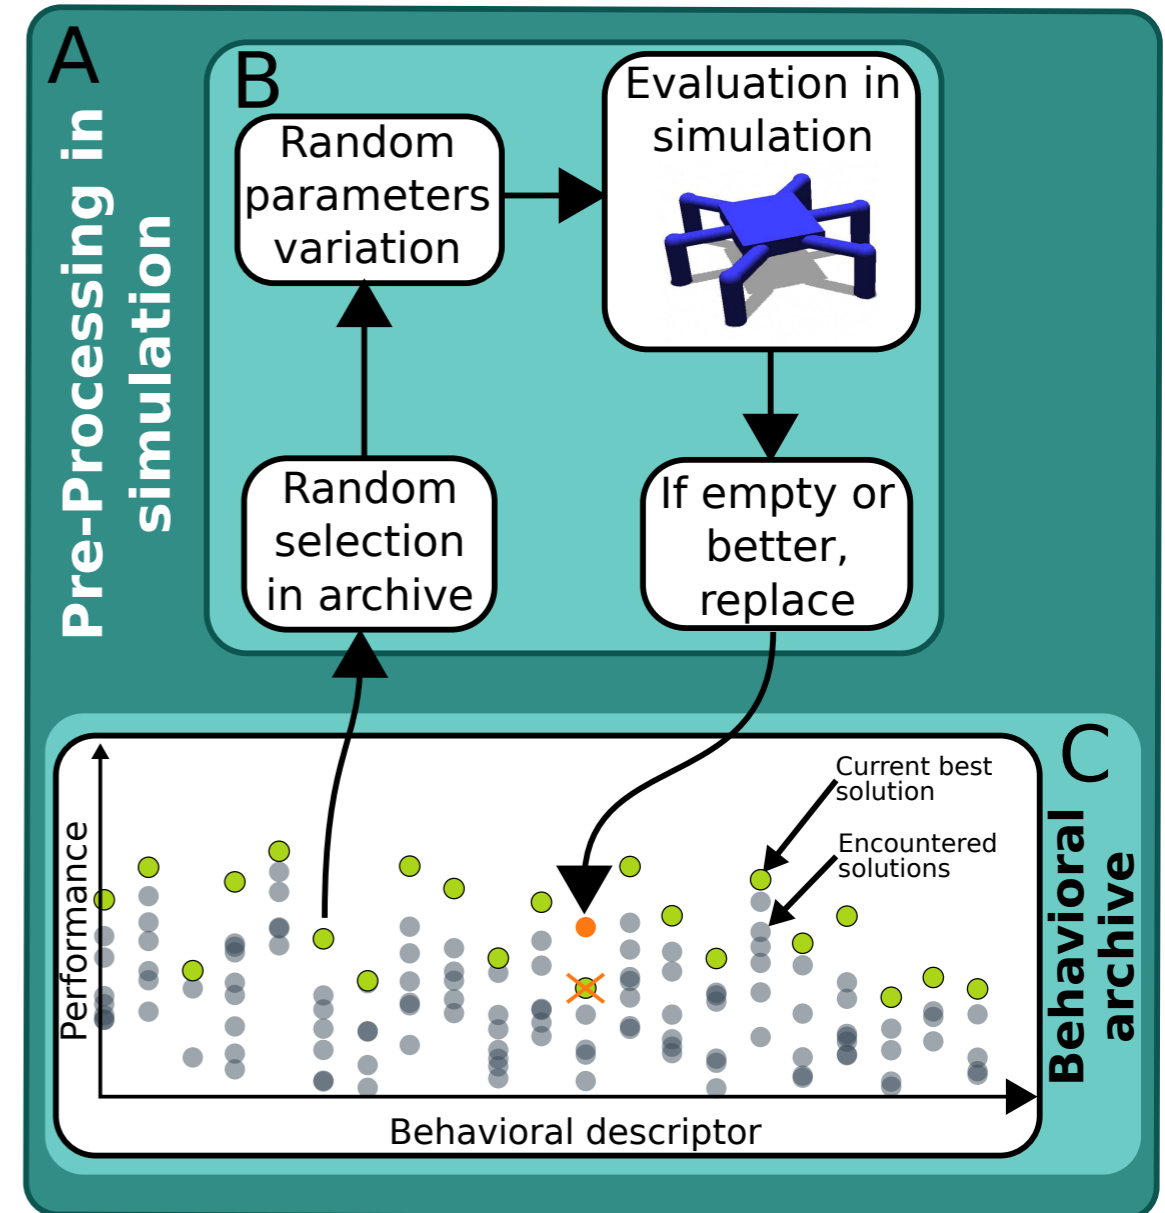 A
Pre-Processing in
simulation
B
Random
parameters
variation
Evaluation in
simulation
Random
selection
in archive
If empty or
better,
replace
C
Behavioral
archive
Current best
solution
Encountered
solutions
Performance
Behavioral descriptor